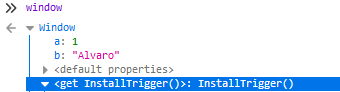 window
Window
a: 1
b: "Alvaro"
<default properties>
<get InstallTrigger()>: InstallTrigger()